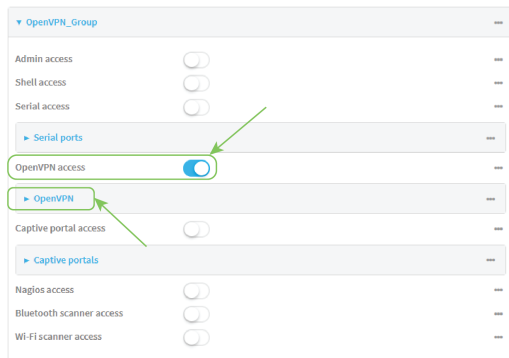 OpenVPN_Group
Admin access
Shell access
Serial access
Serial ports
OpenVPN access
OpenVPN
Captive portal access
Captive portals
Nagios access
Bluetooth scanner access
Wi-Fi scanner access